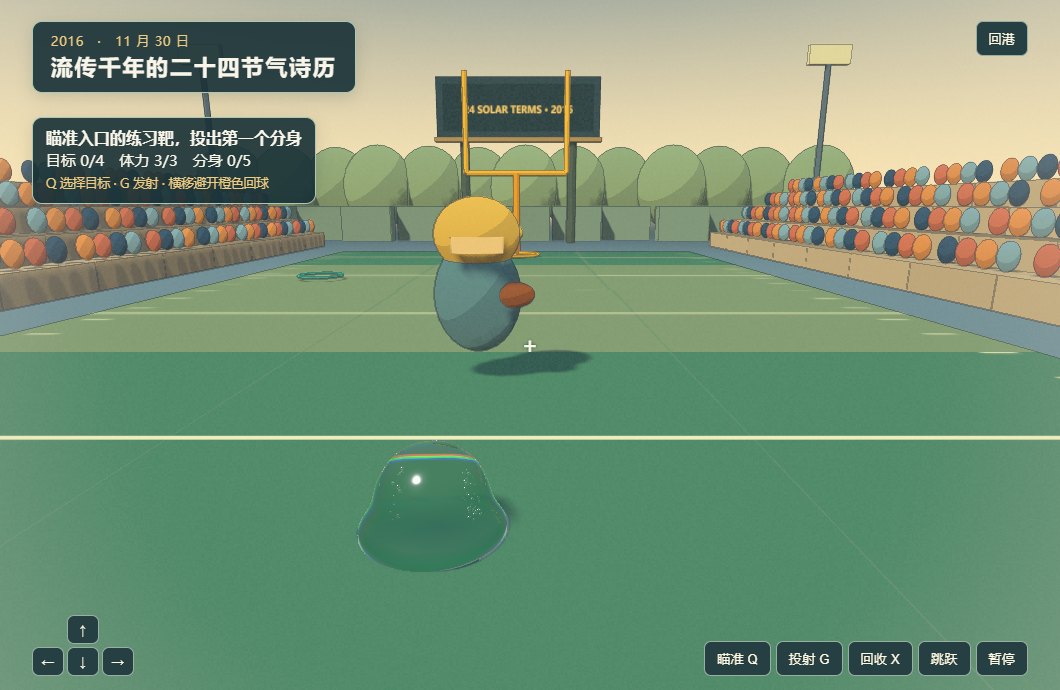 2016 · 11 月 30 日
流传千年的二十四节气诗历
回港
瞄准入口的练习靶，投出第一个分身
目标 0/4 体力 3/3 分身 0/5
Q 选择目标 · G 发射 · 横移避开橙色回球
24 SOLAR TERMS • 2016
↑
← ↓ →
瞄准 Q 投射 G 回收 X 跳跃 暂停